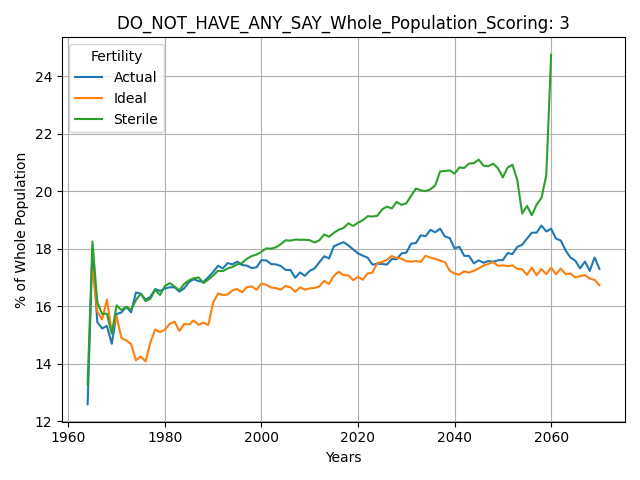 DO_NOT_HAVE_ANY_SAY_Whole_Population_Scoring: 3
Fertility
Actual
Ideal
Sterile
% of Whole Population
24
22
20
18
16
14
12
1960
1980
2000
2020
2040
2060
Years